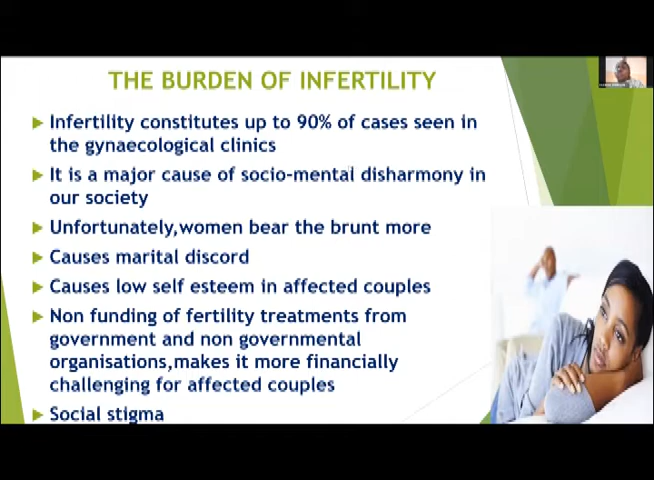 THE BURDEN OF INFERTILITY
Infertility constitutes up to 90% of cases seen in
the gynaecological clinics
It is a major cause of socio-mental disharmony in
our society
Unfortunately,women bear the brunt more
Causes marital discord
Causes low self esteem in affected couples
Non funding of fertility treatments from
government and non governmental
organisations,makes it more financially
challenging for affected couples
Social stigma